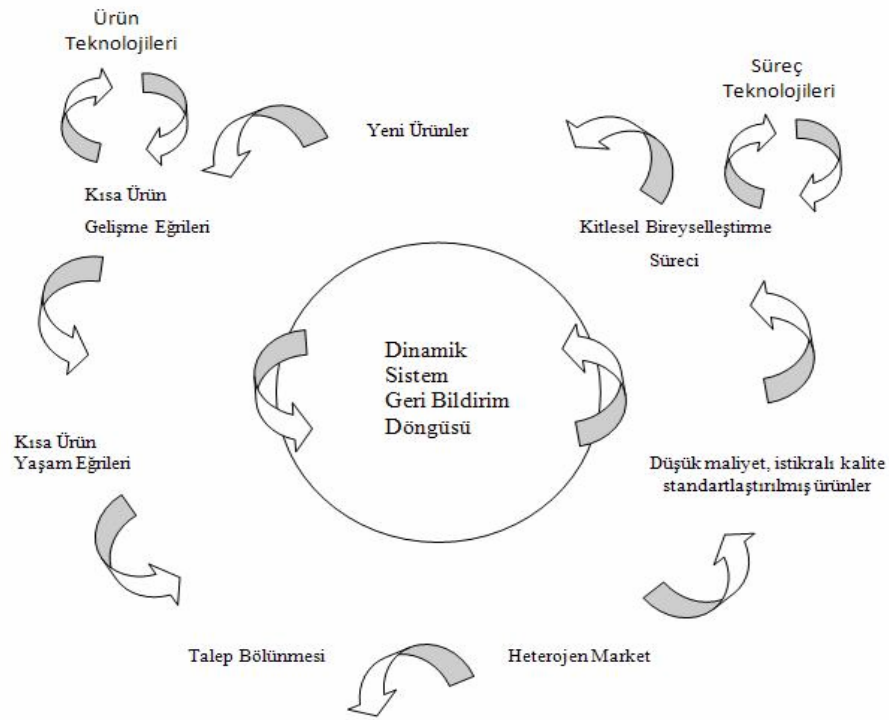 Ürün
Teknolojileri
Süreç
Teknolojileri
Yeni Ürünler
Kısa Ürün
Gelişme Eğrileri
Kitlesel Bireyselleştirme
Süreci
Dinamik
Sistem
Geri Bildirim
Döngüsü
Kısa Ürün
Yaşam Eğrileri
Düşük maliyet, istikralı kalite
standartlaştırılmış ürünler
Talep Bölünmesi
Heterojen Market